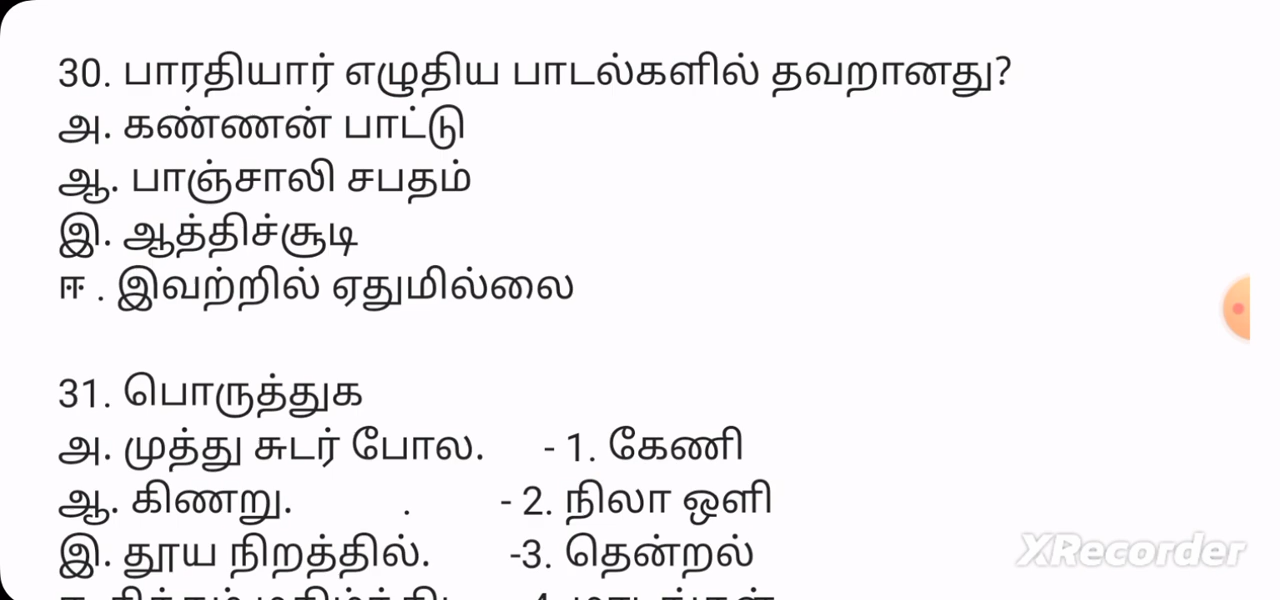 30. பாரதியார் எழுதிய பாடல்களில் தவறானது?
அ. கண்ணன் பாட்டு
ஆ. பாஞ்சாலி சபதம்
இ. ஆத்திச்சூடி
ஈ . இவற்றில் ஏதுமில்லை
31. பொருத்துக
அ. முத்து சுடர் போல. - 1. கேணி
ஆ. கிணறு. . - 2. நிலா ஒளி
இ. தூய நிறத்தில். -3. தென்றல்
XRecorder